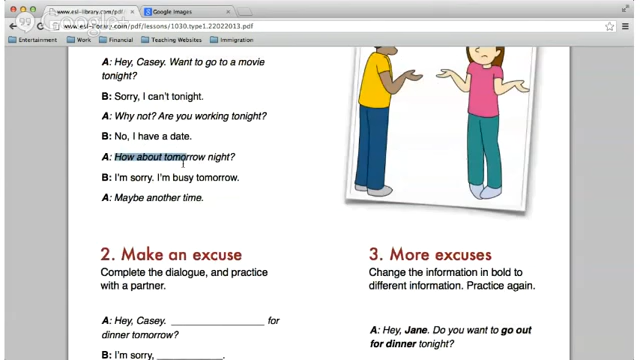 www.esl-library.com/pdf/
Google Images
www.esl-library.com/pdf/lessons/1030.type1.22022013.pdf
Entertainment Work Financial Teaching Websites Immigration
A: Hey, Casey. Want to go to a movie
tonight?
B: Sorry, I can't tonight.
A: Why not? Are you working tonight?
B: No, I have a date.
A: How about tomorrow night?
B: I'm sorry. I'm busy tomorrow.
A: Maybe another time.
2. Make an excuse
Complete the dialogue, and practice
with a partner.
A: Hey, Casey. ____________________ for
dinner tomorrow?
B: I'm sorry, ______________.
3. More excuses
Change the information in bold to
different information. Practice again.
A: Hey, Jane. Do you want to go out
for dinner tonight?